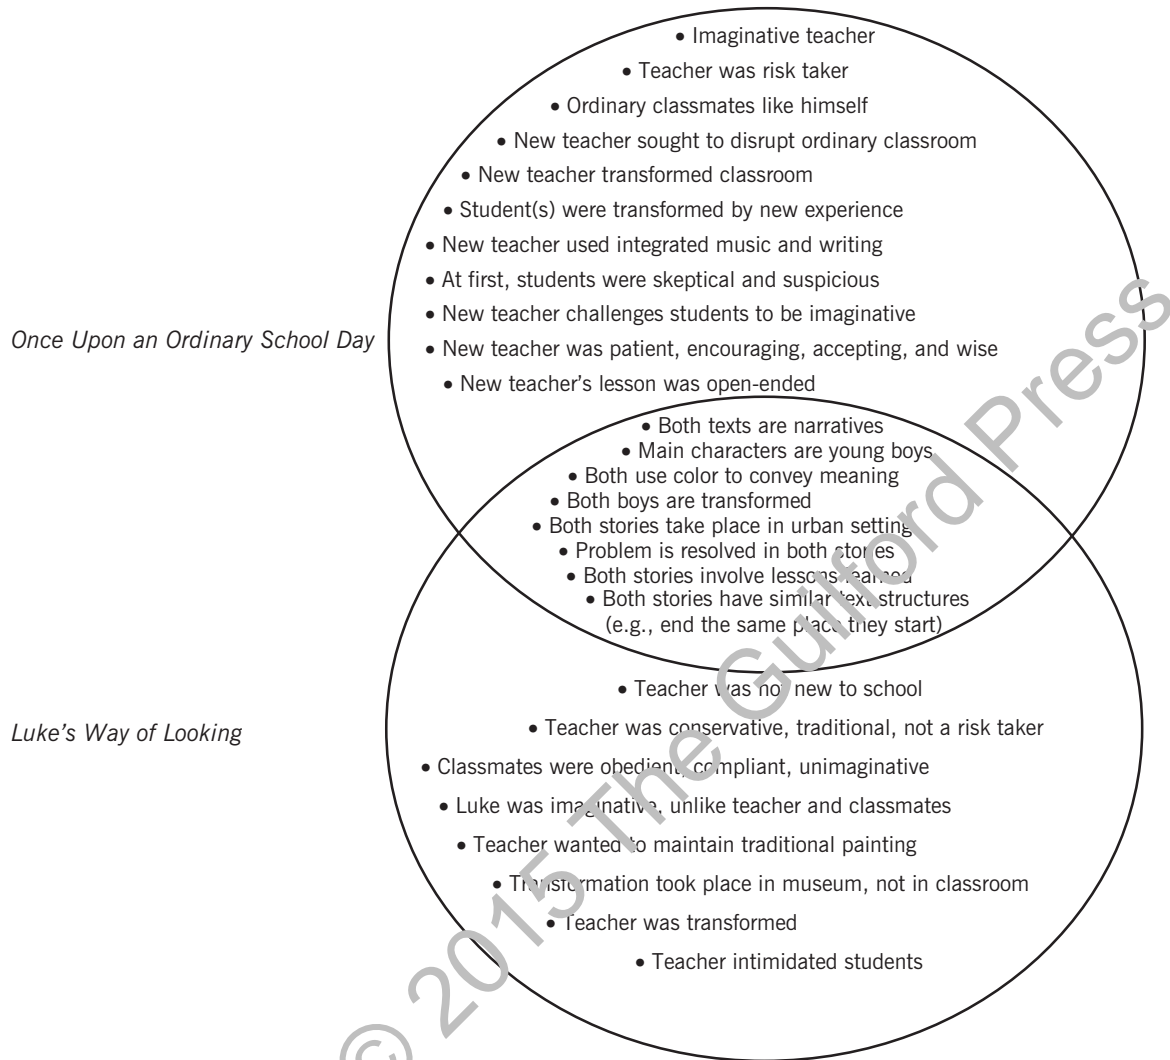 • Imaginative teacher
• Teacher was risk taker
• Ordinary classmates like himself
• New teacher sought to disrupt ordinary classroom
• New teacher transformed classroom
• Student(s) were transformed by new experience
• New teacher used integrated music and writing
• At first, students were skeptical and suspicious
• New teacher challenges students to be imaginative
Once Upon an Ordinary School Day
• New teacher was patient, encouraging, accepting, and wise
• New teacher's lesson was open-ended
• Both texts are narratives
• Main characters are young boys
• Both use color to convey meaning
• Both boys are transformed
• Both stories take place in urban setting
• Problem is resolved in both stories
• Both stories involve lessons learned
• Both stories have similar text structures
(e.g., end the same place they start)
• Teacher was not new to school
Luke's Way of Looking
• Teacher was conservative, traditional, not a risk taker
• Classmates were obedient, compliant, unimaginative
• Luke was imaginative, unlike teacher and classmates
• Teacher wanted to maintain traditional painting
• Transformation took place in museum, not in classroom
• Teacher was transformed
• Teacher intimidated students
© 2015 The Guilford Press